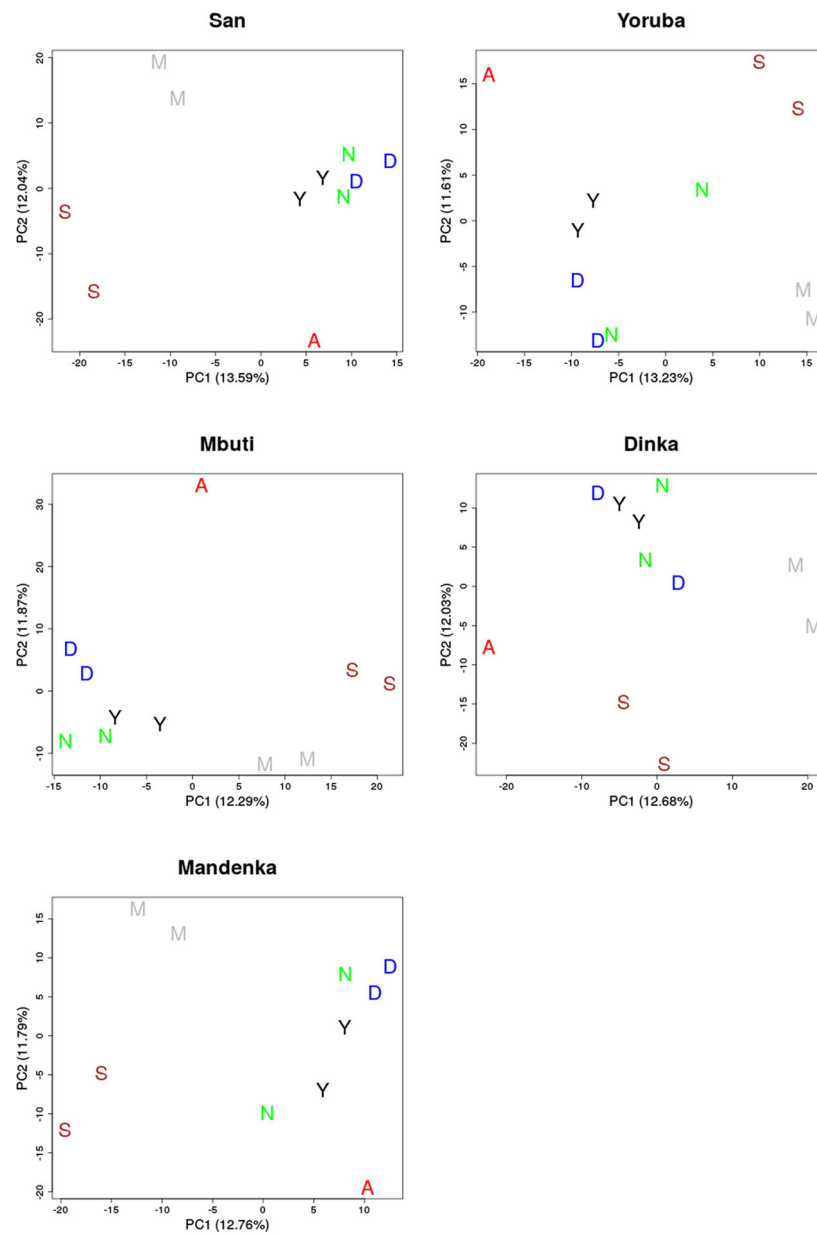 San
PC2 (12.04%)
20
10
0
-10
-20
M
M
N
D
Y
D
Y
N
S
S
A
-20
-15
-10
-5
0
5
10
15
PC1 (13.59%)
Yoruba
PC2 (11.61%)
15
10
5
0
-5
-10
S
A
S
N
Y
Y
D
M
M
N
D
-20
-15
-10
-5
0
5
10
15
PC1 (13.23%)
Mbuti
PC2 (11.87%)
30
20
10
0
-10
A
D
D
S
S
Y
Y
N
N
M
M
-15
-10
-5
0
5
10
15
20
PC1 (12.29%)
Dinka
PC2 (12.03%)
10
5
0
-5
-10
-15
-20
N
D
Y
Y
N
M
D
M
A
S
S
-20
-10
0
10
20
PC1 (12.68%)
Mandenka
PC2 (11.79%)
15
10
5
0
-5
-10
-15
-20
M
M
D
N
D
Y
S
Y
N
S
A
-20
-15
-10
-5
0
5
10
PC1 (12.76%)